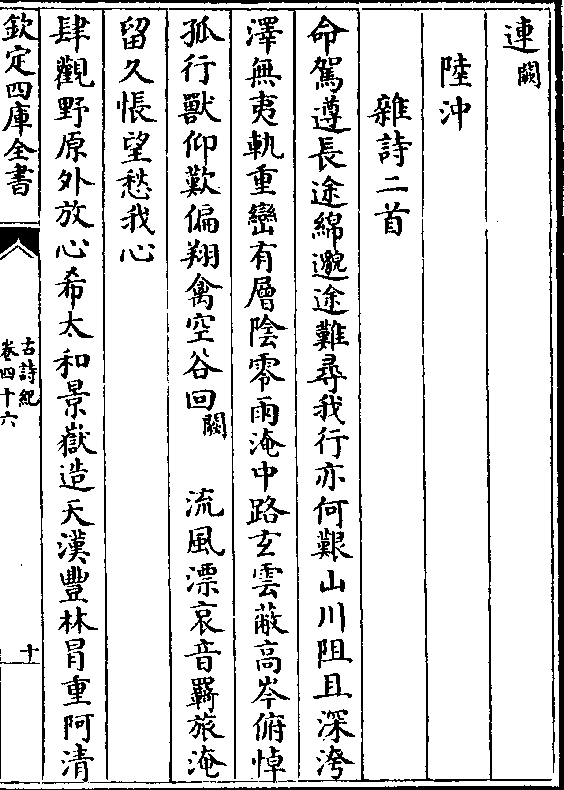 連闕
陸沖
雜詩二首
命駕遵長途綿邈途難尋我行亦何艱山川阻且深洿
澤無夷軌重巒有層陰零雨淹中路玄雲蔽高岑俯悼
孤行獸仰歎偏翔禽空谷回闕 流風漂哀音羇旅淹
留久悵望愁我心
肆觀野原外放心希太和景嶽造天漢豐林冒重阿清
欽定四庫全書
古詩紀
卷四十六
十